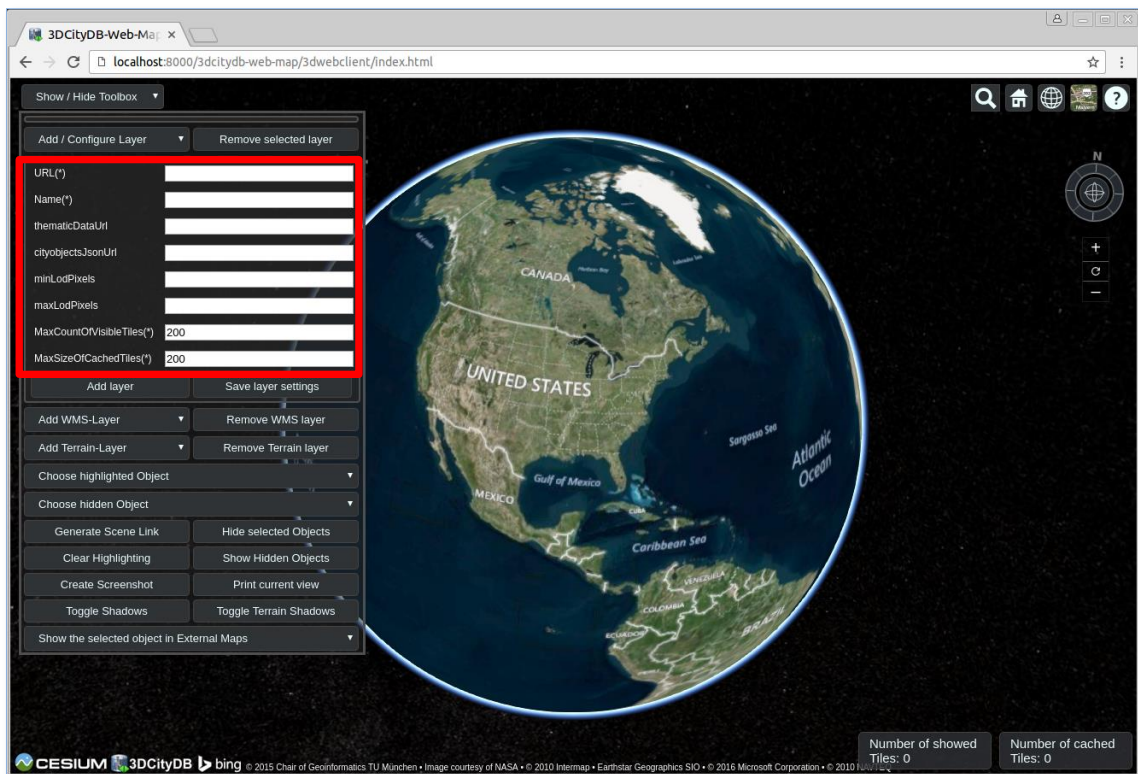 3DCityDB-Web-Map
localhost:8000/3dcitydb-web-map/3dwebclient/index.html
Show / Hide Toolbox
Add / Configure Layer Remove selected layer
URL(*)
Name(*)
thematicDataUrl
cityobjectsJsonUrl
minLodPixels
maxLodPixels
MaxCountOfVisibleTiles(*) 200
MaxSizeOfCachedTiles(*) 200
Add layer Save layer settings
Add WMS-Layer Remove WMS layer
Add Terrain-Layer Remove Terrain layer
Choose highlighted Object
Choose hidden Object
Generate Scene Link Hide selected Objects
Clear Highlighting Show Hidden Objects
Create Screenshot Print current view
Toggle Shadows Toggle Terrain Shadows
Show the selected object in External Maps
N
Hudson Bay
Labrador Sea
CANADA
UNITED STATES
Sargasso Sea
Atlantic
Ocean
Gulf of Mexico
MEXICO
CUBA
Caribbean Sea
VENEZUELA
COLOMBIA
ECUADOR
BRAZIL
Number of showed
Tiles: 0
Number of cached
Tiles: 0
CESIUM 3DCityDB bing © 2015 Chair of Geoinformatics TU München • Image courtesy of NASA • © 2010 Intermap • Earthstar Geographics SIO • © 2016 Microsoft Corporation • © 2010